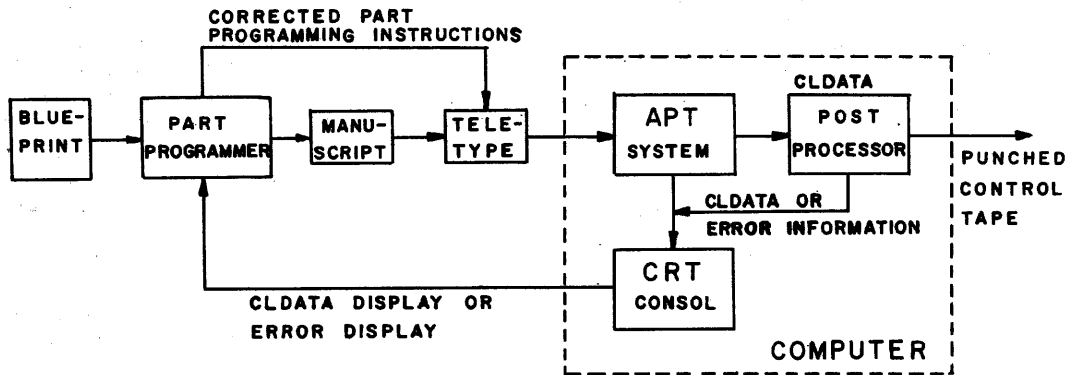 CORRECTED PART
PROGRAMMING INSTRUCTIONS
BLUE-
PRINT
PART
PROGRAMMER
MANU-
SCRIPT
TELE-
TYPE
APT
SYSTEM
CLDATA
POST
PROCESSOR
PUNCHED
CONTROL
TAPE
CLDATA OR
ERROR INFORMATION
CRT
CONSOL
CLDATA DISPLAY OR
ERROR DISPLAY
COMPUTER